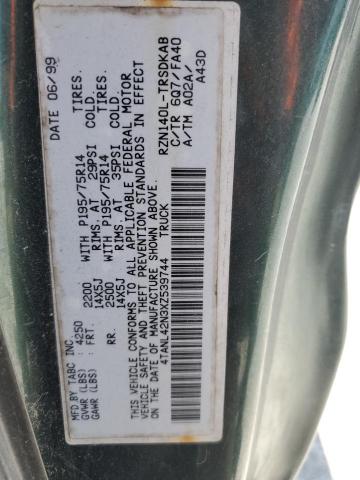 MFD BY TABC INC. DATE 06/99
GVWR (LBS) : 4250
GAWR (LBS) : FRT. 2200 WITH P195/75R14 TIRES.
14X5J RIMS. AT 29PSI COLD.
RR. 2500 WITH P195/75R14 TIRES.
14X5J RIMS. AT 35PSI COLD.
THIS VEHICLE CONFORMS TO ALL APPLICABLE FEDERAL MOTOR
VEHICLE SAFETY AND THEFT PREVENTION STANDARDS IN EFFECT
ON THE DATE OF MANUFACTURE SHOWN ABOVE.
4TANL42N3XZ539744 TRUCK
RZN140L-TRSDKAB
C/TR 6Q7/FA40
A/TM A02A/
A43D